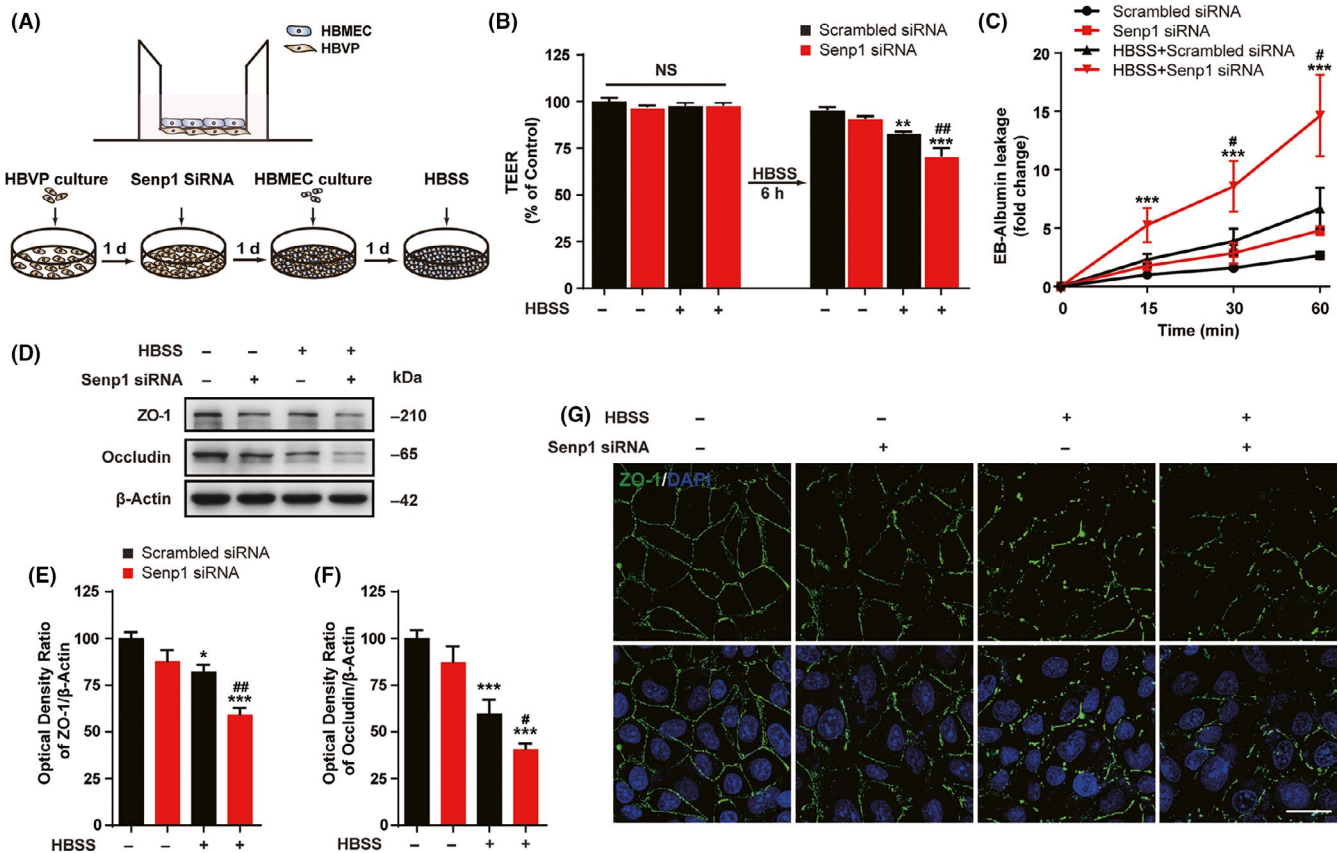 (A)
HBMEC
HBVP
HBVP culture
Senp1 SiRNA
HBMEC culture
HBSS
1 d
1 d
1 d
(B)
Scrambled siRNA
Senp1 siRNA
TEER
(% of Control)
125
100
75
50
25
0
NS
HBSS
6 h
**
##
***
HBSS
– – + + – – + +
(C)
Scrambled siRNA
Senp1 siRNA
HBSS+Scrambled siRNA
HBSS+Senp1 siRNA
EB-Albumin leakage
(fold change)
20
15
10
5
0
***
#
***
#
***
0 15 30 60
Time (min)
(D)
HBSS – – + +
Senp1 siRNA – + – + kDa
ZO-1 –210
Occludin –65
β-Actin –42
(E)
Scrambled siRNA
Senp1 siRNA
Optical Density Ratio
of ZO-1/β-Actin
125
100
75
50
25
0
*
##
***
HBSS – – + +
(F)
Optical Density Ratio
of Occludin/β-Actin
125
100
75
50
25
0
***
#
***
HBSS – – + +
(G)
HBSS – – + +
Senp1 siRNA – + – +
ZO-1/DAPI